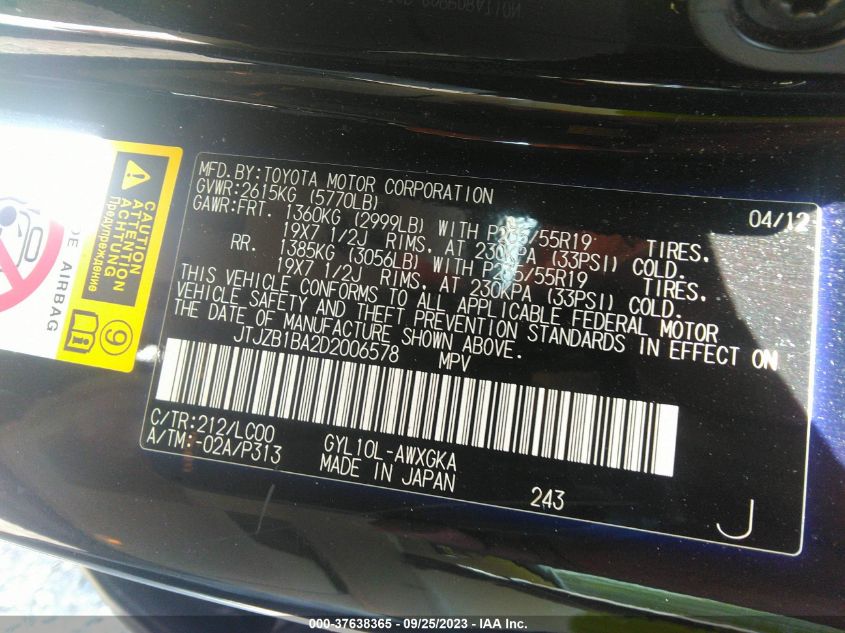 MFD. BY:TOYOTA MOTOR CORPORATION 04/12
GVWR:2615KG (5770LB)
GAWR:FRT. 1360KG (2999LB) WITH /55R19 TIRES.
19X7 1/2J RIMS. AT 230KPA (33PSI) COLD.
RR. 1385KG (3056LB) WITH /55R19 TIRES.
19X7 1/2J RIMS. AT 230KPA (33PSI) COLD.
THIS VEHICLE CONFORMS TO ALL APPLICABLE FEDERAL MOTOR
VEHICLE SAFETY AND THEFT PREVENTION STANDARDS IN EFFECT ON
THE DATE OF MANUFACTURE SHOWN ABOVE.
JTJZB1BA2D2006578 MPV
C/TR:212/LC00 GYL10L-AWXGKA
A/TM:-02A/P313 MADE IN JAPAN
243
J
CAUTION
ATTENTION
ACHTUNG
Предупреждение
9
AIRBAG
000-37638365 - 09/25/2023 - IAA Inc.